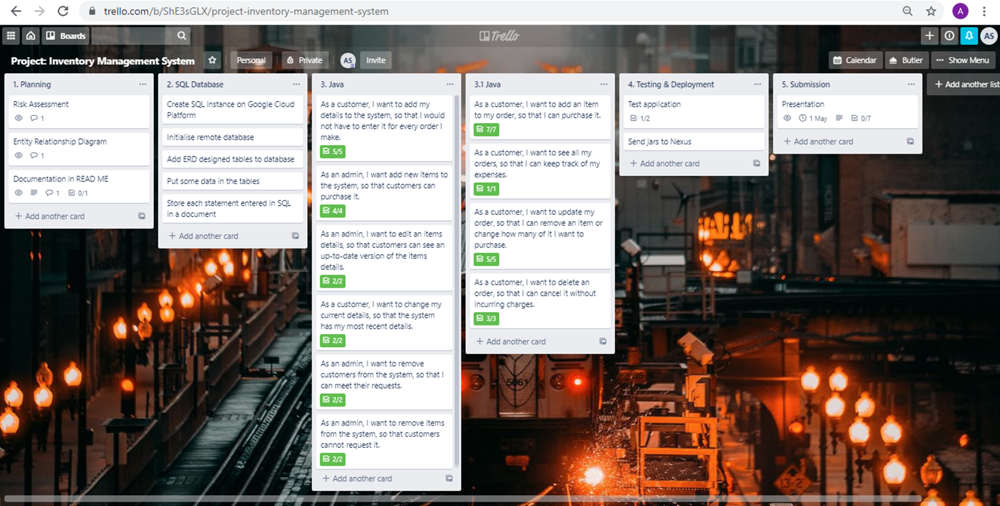 trello.com/b/ShE3sGLX/project-inventory-management-system
A
Boards
Trello
AS
Project: Inventory Management System
Personal
Private
AS
Invite
Calendar
Butler
Show Menu
1. Planning
Risk Assessment
1
Entity Relationship Diagram
1
Documentation in READ ME
1 0/1
+ Add another card
2. SQL Database
Create SQL instance on Google Cloud
Platform
Initialise remote database
Add ERD designed tables to database
Put some data in the tables
Store each statement entered in SQL
in a document
+ Add another card
3. Java
As a customer, I want to add my
details to the system, so that I would
not have to enter it for every order I
make.
5/5
As an admin, I want add new items to
the system, so that customers can
purchase it.
4/4
As an admin, I want to edit an items
details, so that customers can see an
up-to-date version of the items
details.
2/2
As a customer, I want to change my
current details, so that the system
has my most recent details.
2/2
As an admin, I want to remove
customers from the system, so that I
can meet their requests.
2/2
As an admin, I want to remove items
from the system, so that customers
cannot request it.
2/2
+ Add another card
3.1 Java
As a customer, I want to add an item
to my order, so that I can purchase it.
7/7
As a customer, I want to see all my
orders, so that I can keep track of my
expenses.
1/1
As a customer, I want to update my
order, so that I can remove an item or
change how many of it I want to
purchase.
5/5
As a customer, I want to delete an
order, so that I can cancel it without
incurring charges.
3/3
+ Add another card
4. Testing & Deployment
Test application
1/2
Send jars to Nexus
+ Add another card
5. Submission
Presentation
1 May 0/7
+ Add another card
+ Add another list
5061
3-2